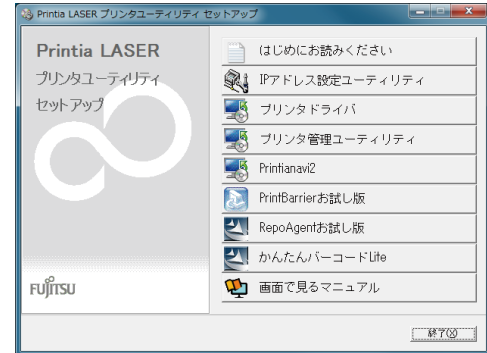 Printia LASER プリンタユーティリティ セットアップ
Printia LASER
プリンタユーティリティ
セットアップ
はじめにお読みください
IPアドレス設定ユーティリティ
プリンタドライバ
プリンタ管理ユーティリティ
Printianavi2
PrintBarrierお試し版
RepoAgentお試し版
かんたんバーコードLite
画面で見るマニュアル
FUJITSU
終了(X)